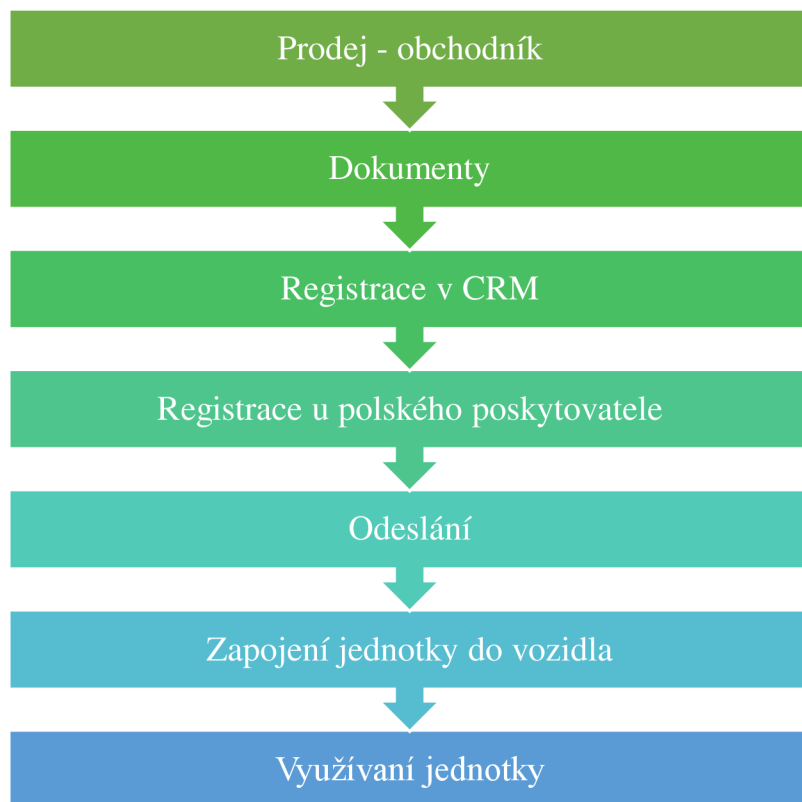 Prodej - obchodník
Dokumenty
Registrace v CRM
Registrace u polského poskytovatele
Odeslání
Zapojení jednotky do vozidla
Využívaní jednotky